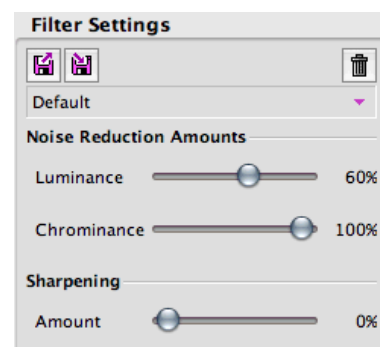 Filter Settings
Default
Noise Reduction Amounts
Luminance 60%
Chrominance 100%
Sharpening
Amount 0%